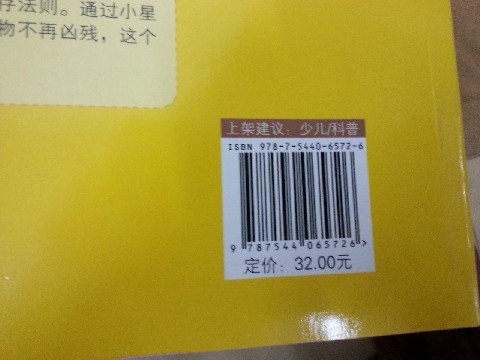 存法则。通过小星
物不再凶残，这个
上架建议：少儿/科普
ISBN 978-7-5440-6572-6
9 787544 065726 >
定价：32.00元